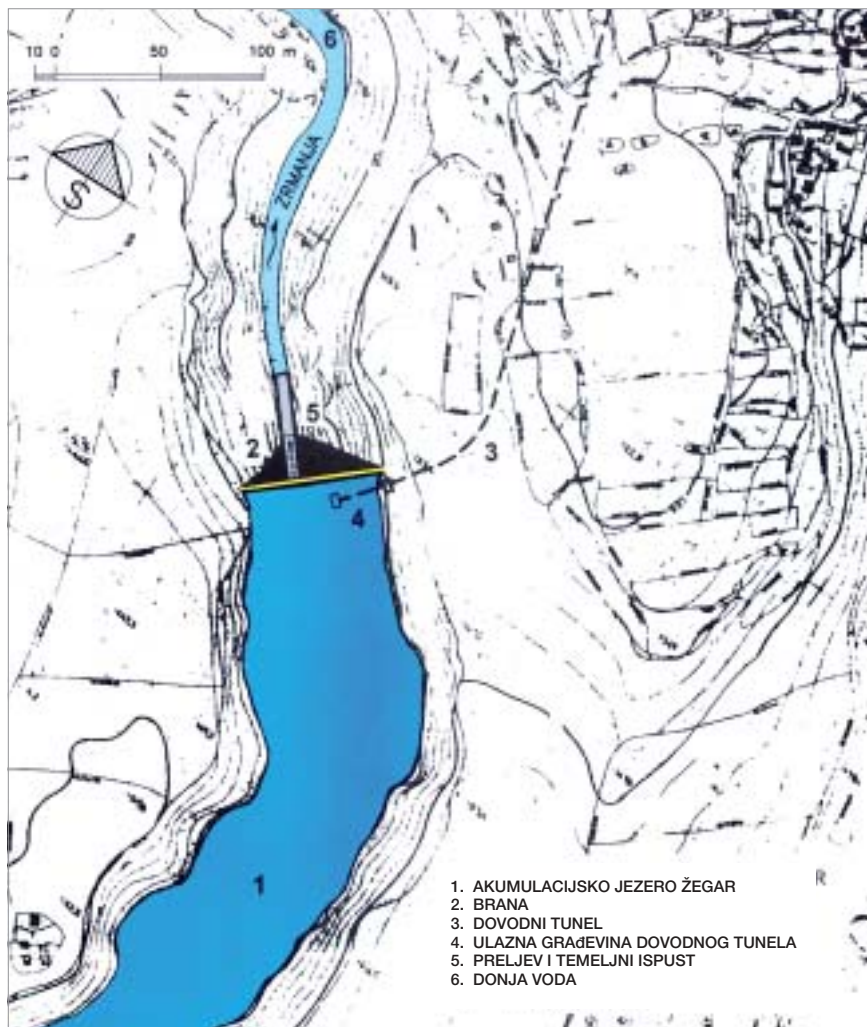 10 0 50 100 m
6
ZRMANJA
S
5
2
3
4
1
1. AKUMULACIJSKO JEZERO ŽEGAR
2. BRANA
3. DOVODNI TUNEL
4. ULAZNA GRAđEVINA DOVODNOG TUNELA
5. PRELJEV I TEMELJNI ISPUST
6. DONJA VODA
R